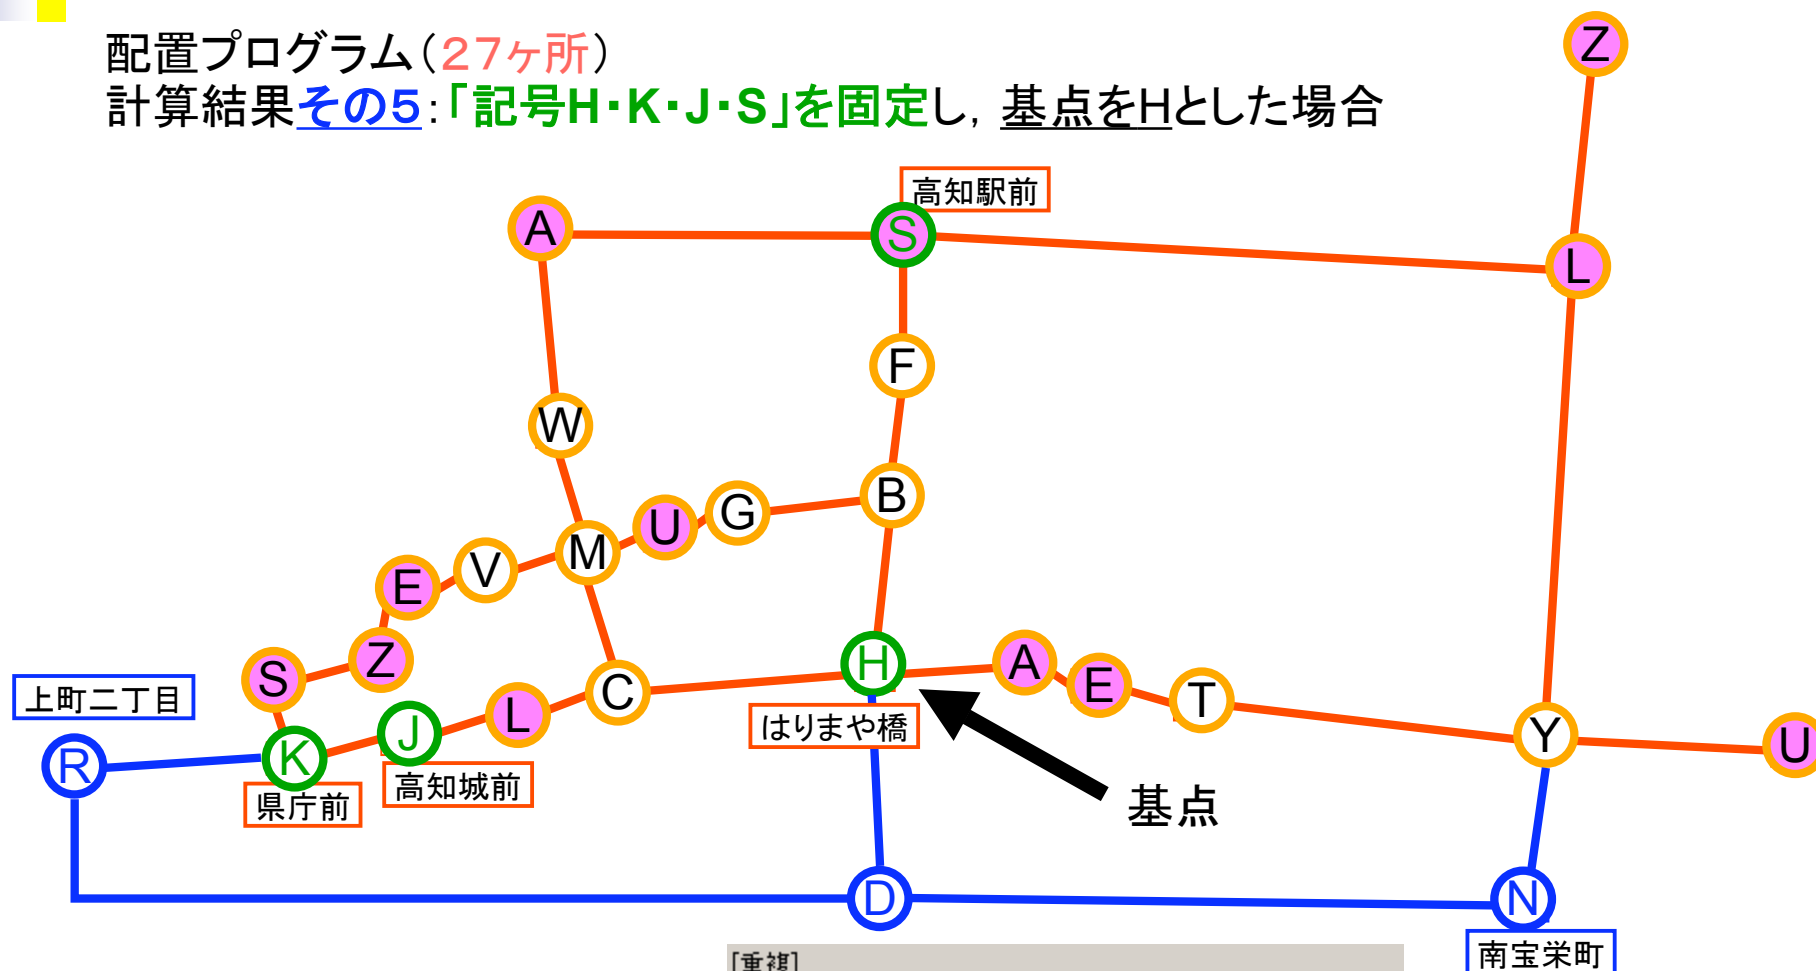 配置プログラム（２７ヶ所）
計算結果その５：「記号H・K・J・S」を固定し，基点をHとした場合
Z
高知駅前
A
S
L
F
W
B
G
U
M
V
E
Z
S
H
A
E
T
C
L
上町二丁目
はりまや橋
J
Y
U
R
K
高知城前
県庁前
基点
D
N
南宝栄町
[重複]